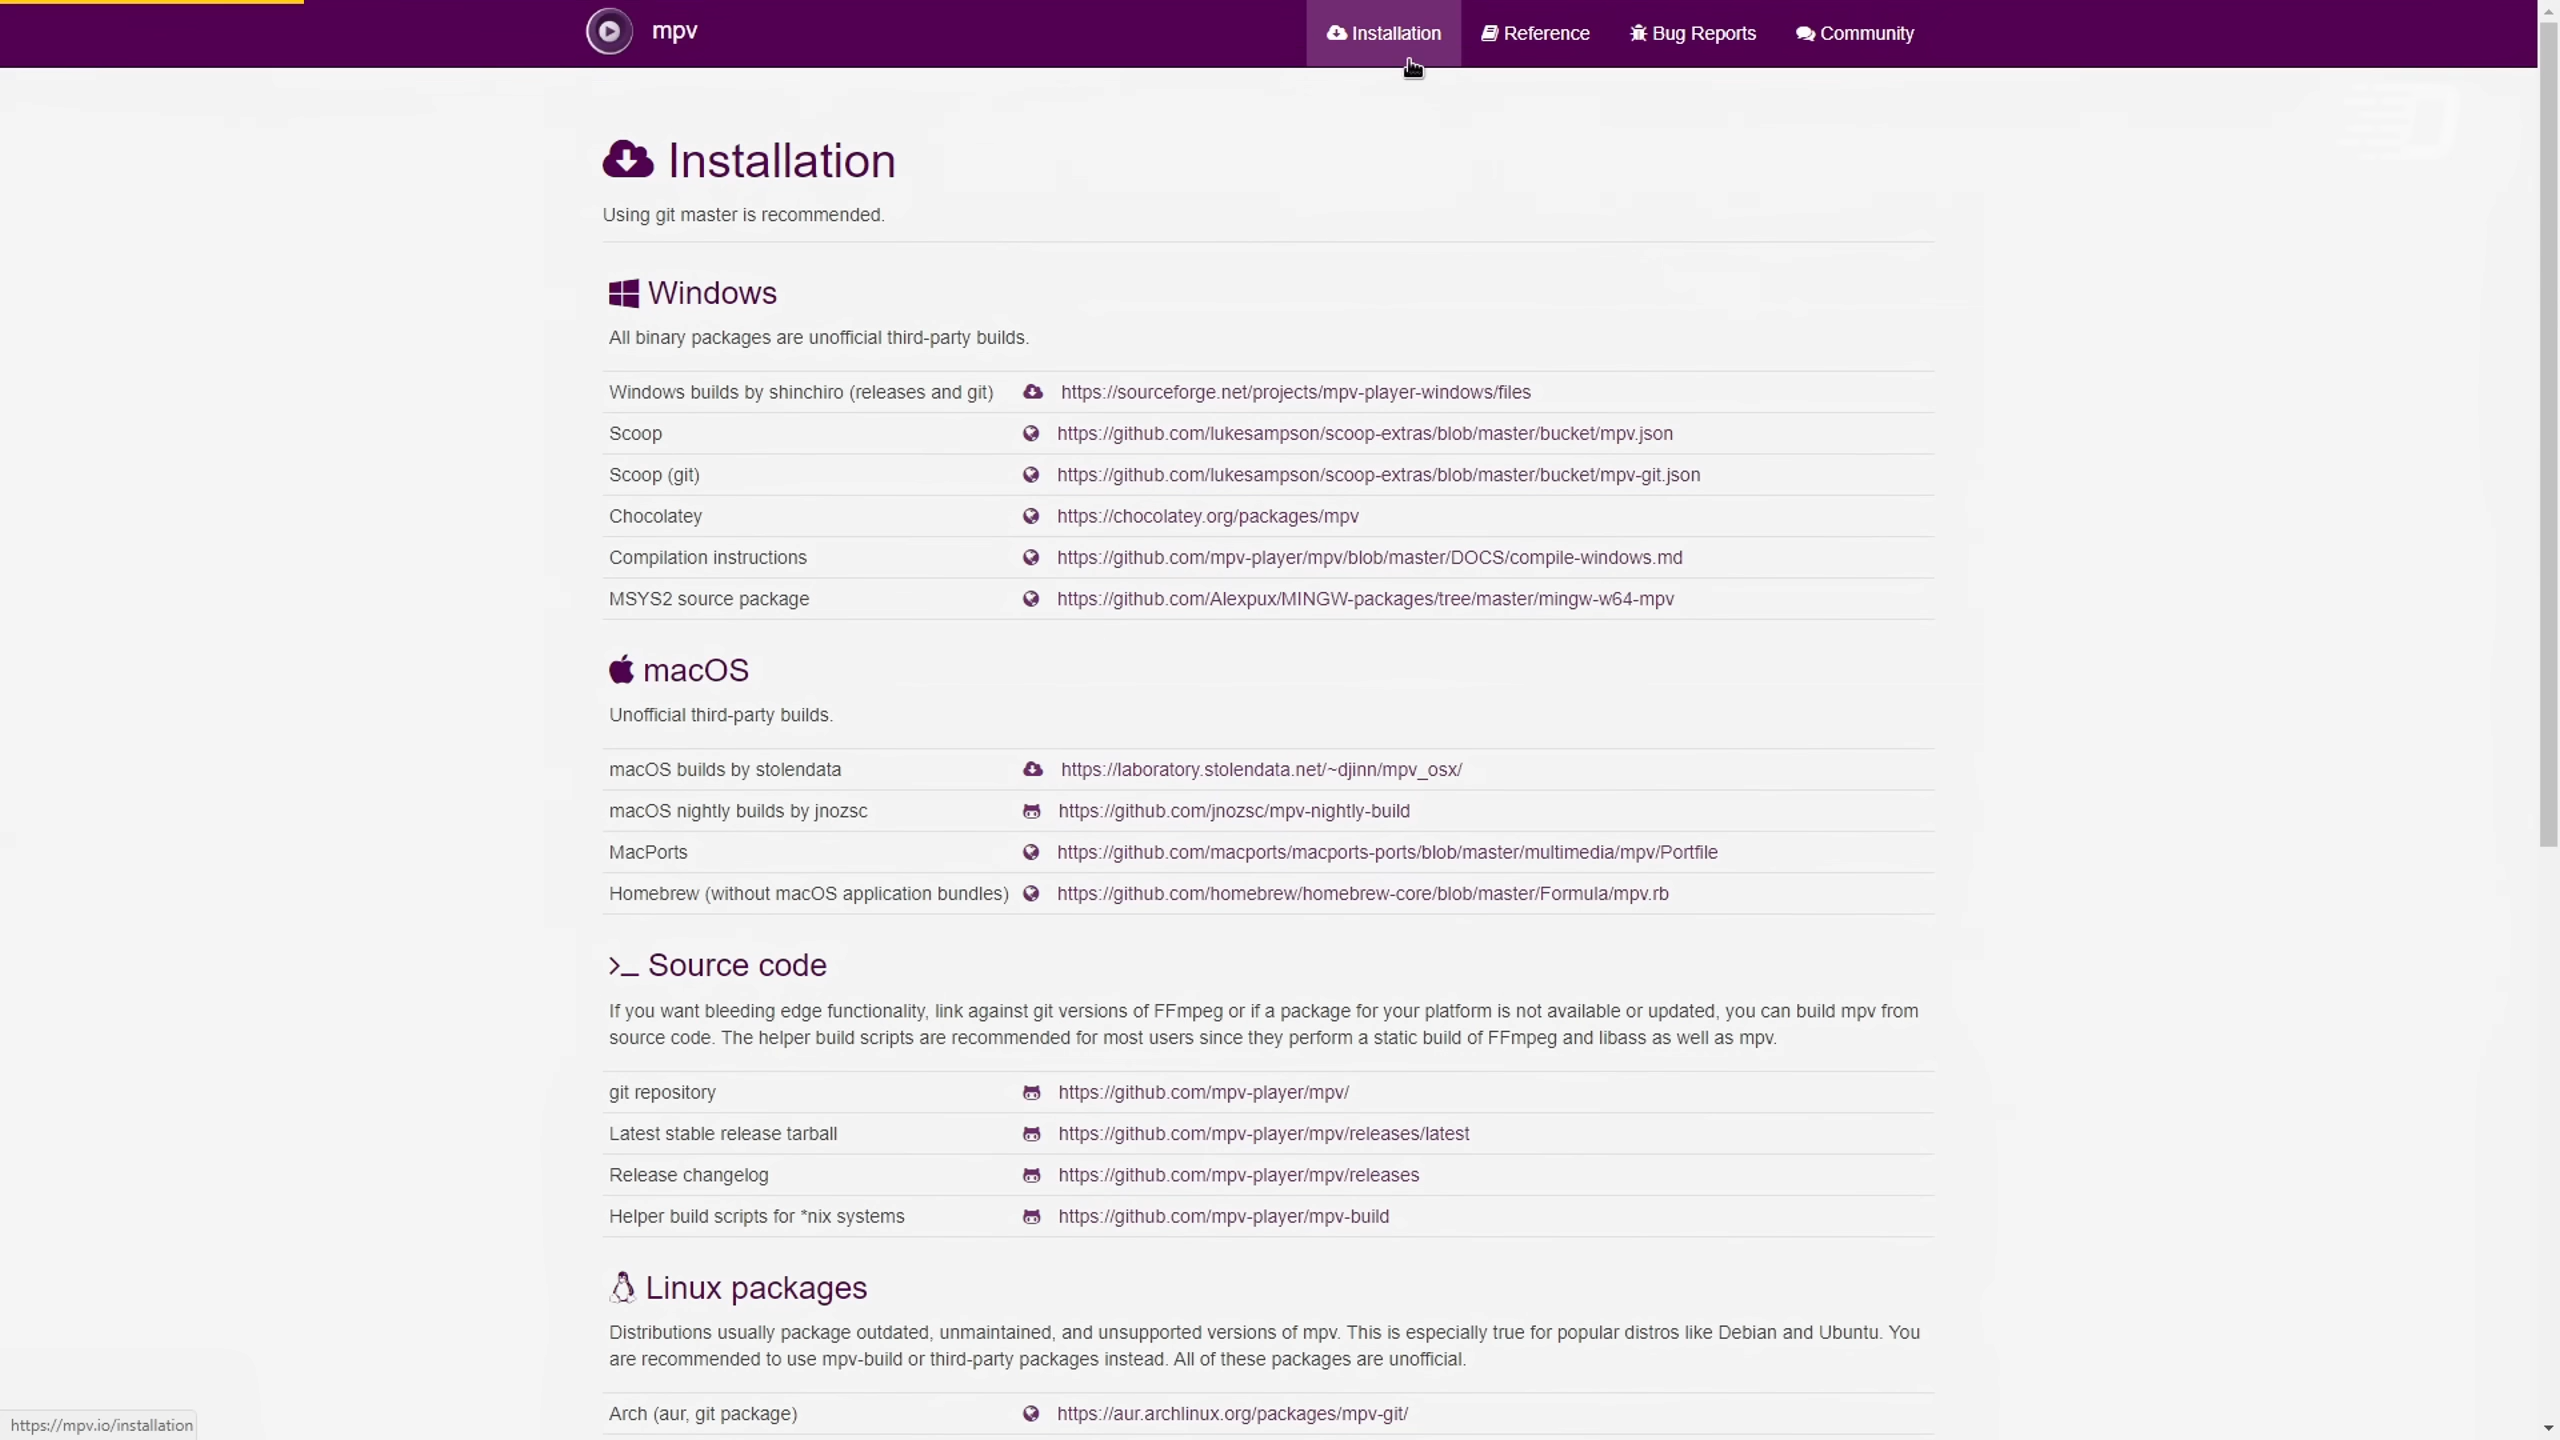 mpv
Installation
Reference
Bug Reports
Community
Installation
Using git master is recommended.
Windows
All binary packages are unofficial third-party builds.
Windows builds by shinchiro (releases and git) https://sourceforge.net/projects/mpv-player-windows/files
Scoop https://github.com/lukesampson/scoop-extras/blob/master/bucket/mpv.json
Scoop (git) https://github.com/lukesampson/scoop-extras/blob/master/bucket/mpv-git.json
Chocolatey https://chocolatey.org/packages/mpv
Compilation instructions https://github.com/mpv-player/mpv/blob/master/DOCS/compile-windows.md
MSYS2 source package https://github.com/Alexpux/MINGW-packages/tree/master/mingw-w64-mpv
macOS
Unofficial third-party builds.
macOS builds by stolendata https://laboratory.stolendata.net/~djinn/mpv_osx/
macOS nightly builds by jnozsc https://github.com/jnozsc/mpv-nightly-build
MacPorts https://github.com/macports/macports-ports/blob/master/multimedia/mpv/Portfile
Homebrew (without macOS application bundles) https://github.com/homebrew/homebrew-core/blob/master/Formula/mpv.rb
Source code
If you want bleeding edge functionality, link against git versions of FFmpeg or if a package for your platform is not available or updated, you can build mpv from
source code. The helper build scripts are recommended for most users since they perform a static build of FFmpeg and libass as well as mpv.
git repository https://github.com/mpv-player/mpv/
Latest stable release tarball https://github.com/mpv-player/mpv/releases/latest
Release changelog https://github.com/mpv-player/mpv/releases
Helper build scripts for *nix systems https://github.com/mpv-player/mpv-build
Linux packages
Distributions usually package outdated, unmaintained, and unsupported versions of mpv. This is especially true for popular distros like Debian and Ubuntu. You
are recommended to use mpv-build or third-party packages instead. All of these packages are unofficial.
Arch (aur, git package) https://aur.archlinux.org/packages/mpv-git/
https://mpv.io/installation